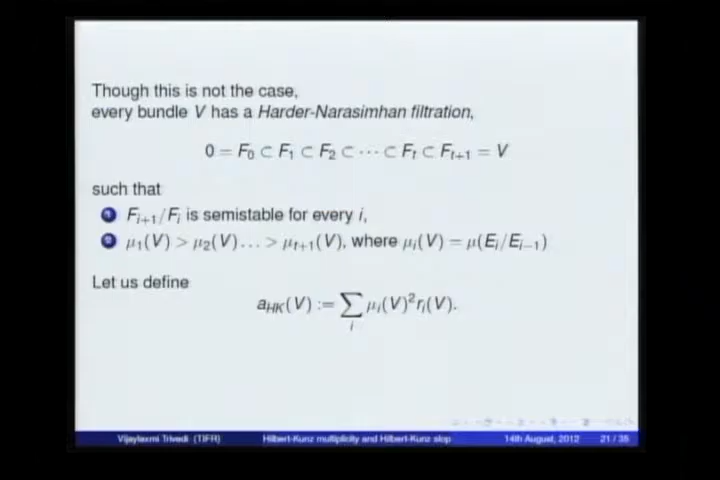 Though this is not the case,
every bundle V has a Harder-Narasimhan filtration,
0 = F₀ ⊂ F₁ ⊂ F₂ ⊂ ··· ⊂ Fₜ ⊂ Fₜ₊₁ = V
such that
1 Fᵢ₊₁/Fᵢ is semistable for every i,
2 μ₁(V) > μ₂(V)... > μₜ₊₁(V), where μᵢ(V) = μ(Eᵢ/Eᵢ₋₁)
Let us define
a_HK(V) := ∑ᵢ μᵢ(V)²rᵢ(V).
Vijaylaxmi Trivedi (TIFR) Hilbert-Kunz multiplicity and Hilbert-Kunz slop 14th August, 2012 21 / 35